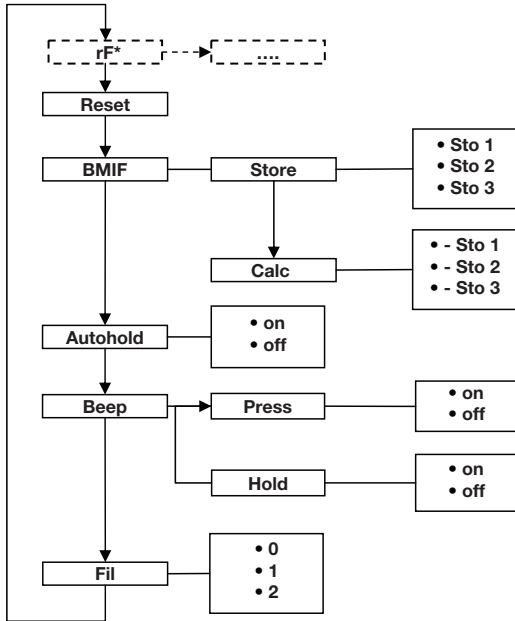 rF*
....
Reset
BMIF
Store
• Sto 1
• Sto 2
• Sto 3
Calc
• - Sto 1
• - Sto 2
• - Sto 3
Autohold
• on
• off
Beep
Press
• on
• off
Hold
• on
• off
Fil
• 0
• 1
• 2